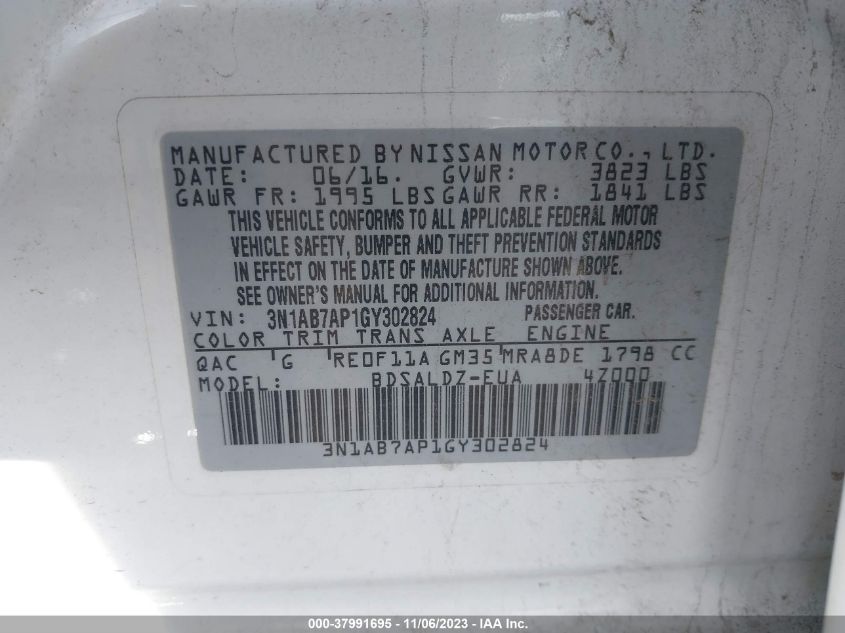 MANUFACTURED BY NISSAN MOTOR CO., LTD.
DATE: 06/16. GVWR: 3823 LBS
GAWR FR: 1995 LBS GAWR RR: 1841 LBS
THIS VEHICLE CONFORMS TO ALL APPLICABLE FEDERAL MOTOR
VEHICLE SAFETY, BUMPER AND THEFT PREVENTION STANDARDS
IN EFFECT ON THE DATE OF MANUFACTURE SHOWN ABOVE.
SEE OWNER'S MANUAL FOR ADDITIONAL INFORMATION.
VIN: 3N1AB7AP1GY302824 PASSENGER CAR.
COLOR TRIM TRANS AXLE ENGINE
QAC G RE0F11A GM35 MRA8DE 1798 CC
MODEL: BDSALDZ-EUA 4Z000
3N1AB7AP1GY302824
000-37991695 - 11/06/2023 - IAA Inc.